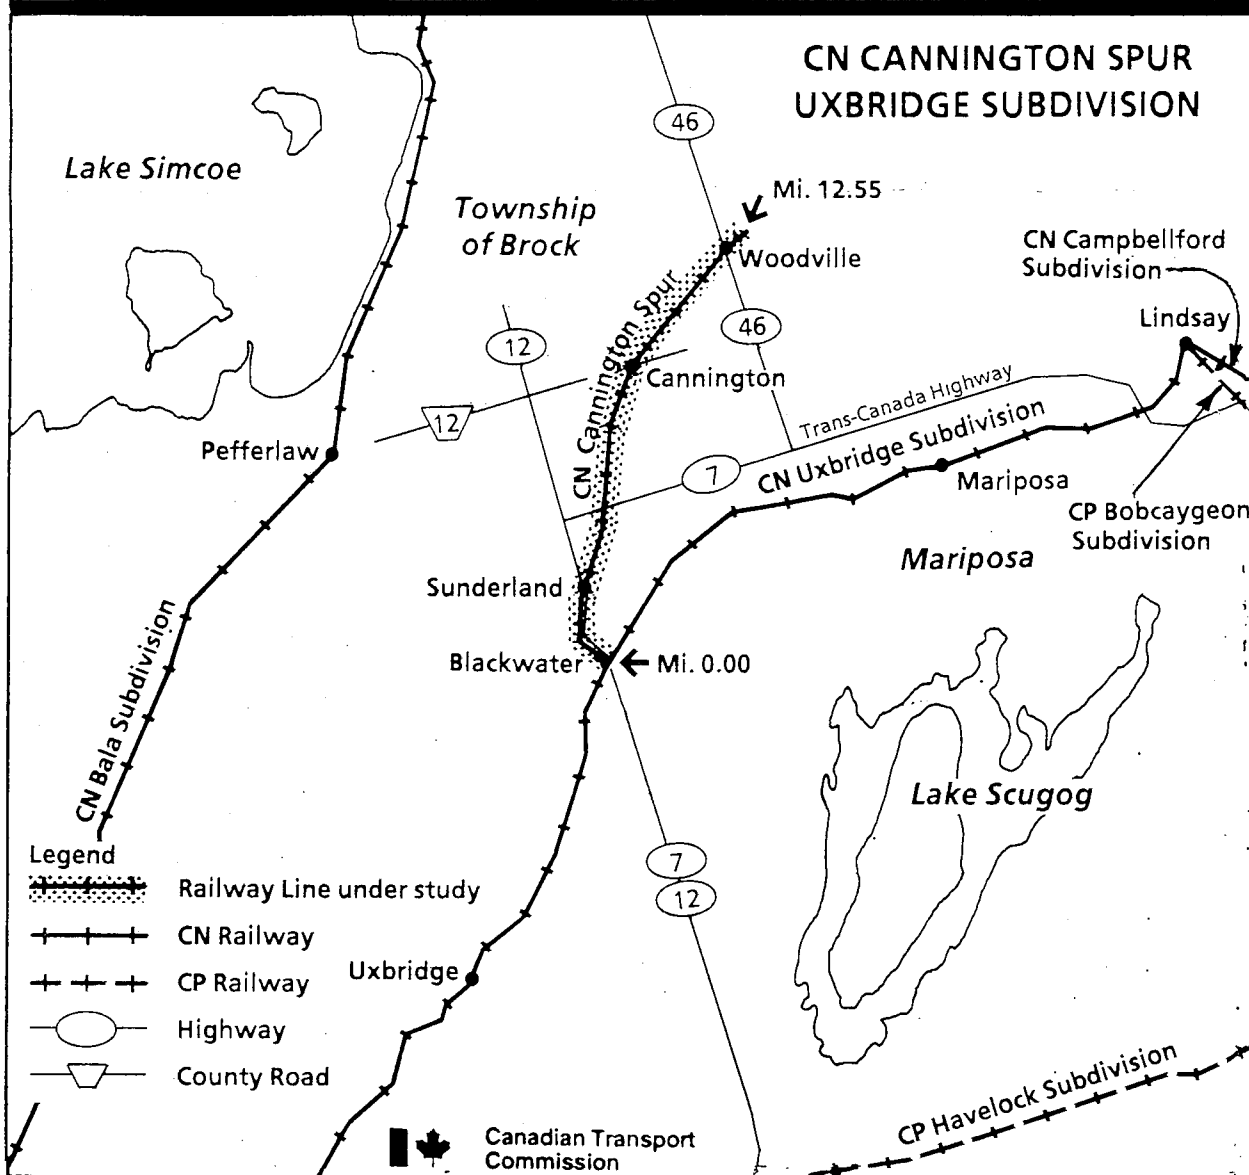 CN CANNINGTON SPUR
UXBRIDGE SUBDIVISION
46
Lake Simcoe
Mi. 12.55
Township
of Brock
CN Campbellford
Subdivision
Woodville
Lindsay
46
12
CN Cannington Spur
Cannington
Trans-Canada Highway
12
CN Uxbridge Subdivision
Pefferlaw
7
Mariposa
CP Bobcaygeon
Subdivision
Mariposa
Sunderland
Blackwater
Mi. 0.00
CN Bala Subdivision
Lake Scugog
Legend
7
12
Railway Line under study
CN Railway
CP Railway
Uxbridge
Highway
County Road
CP Havelock Subdivision
Canadian Transport
Commission